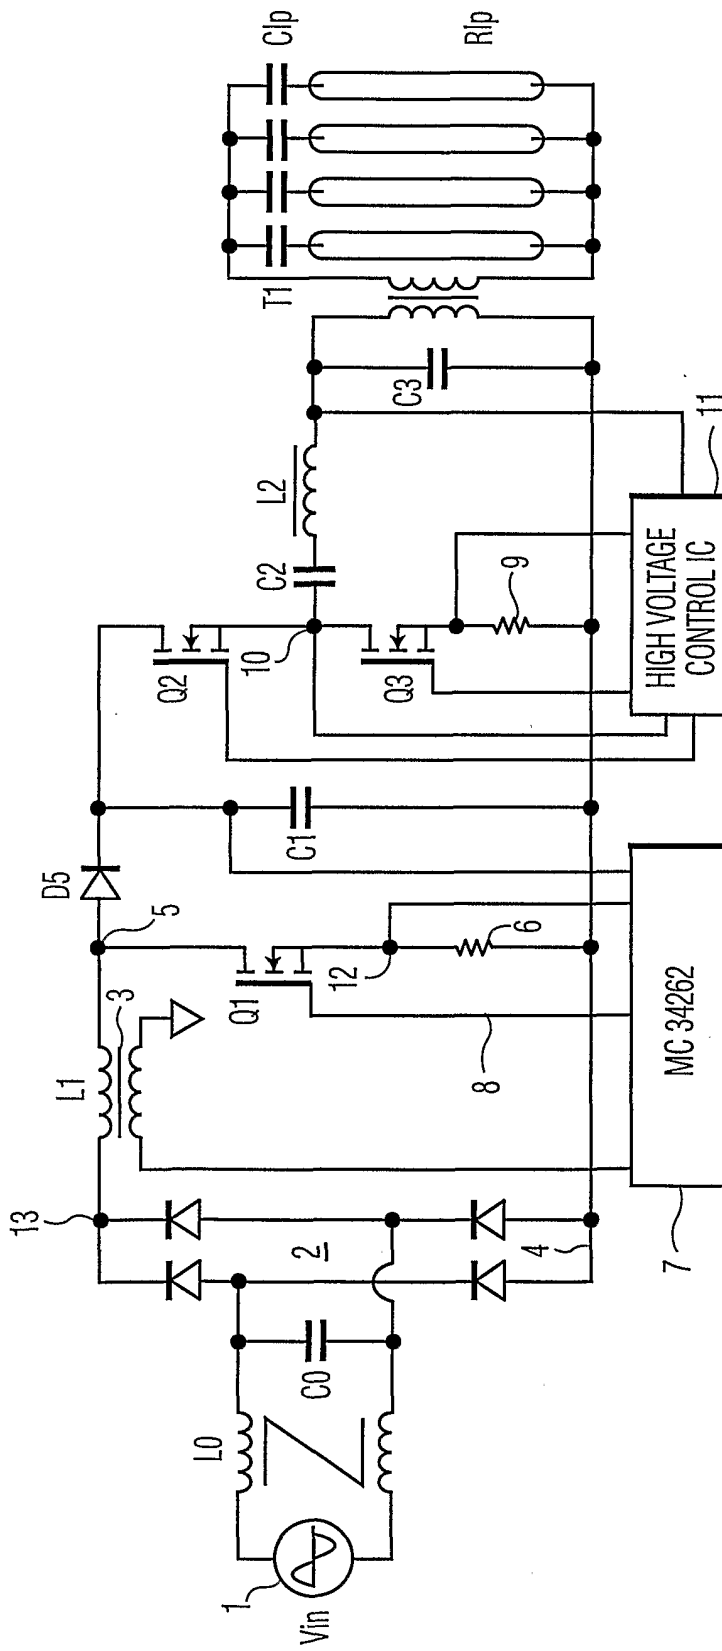 Vin
1
L0
C0
2
13
L1
3
5
D5
4
7
8
Q1
12
6
MC 34262
C1
Q2
10
Q3
9
C2
L2
C3
HIGH VOLTAGE
CONTROL IC
11
T1
Clp
Rlp